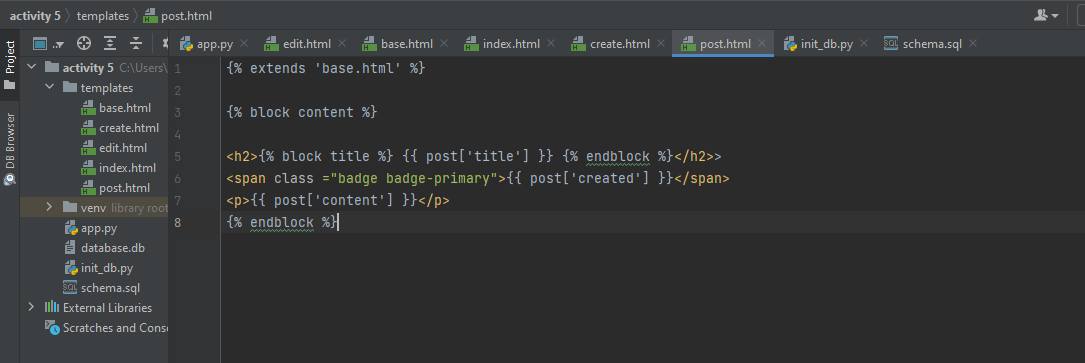 activity 5 templates post.html
Project
DB Browser
app.py edit.html base.html index.html create.html post.html init_db.py schema.sql
activity 5 C:\Users\
templates
base.html
create.html
edit.html
index.html
post.html
venv library root
app.py
database.db
init_db.py
schema.sql
External Libraries
Scratches and Conso
1 {% extends 'base.html' %}
2
3 {% block content %}
4
5 <h2>{% block title %} {{ post['title'] }} {% endblock %}</h2>>
6 <span class ="badge badge-primary">{{ post['created'] }}</span>
7 <p>{{ post['content'] }}</p>
8 {% endblock %}